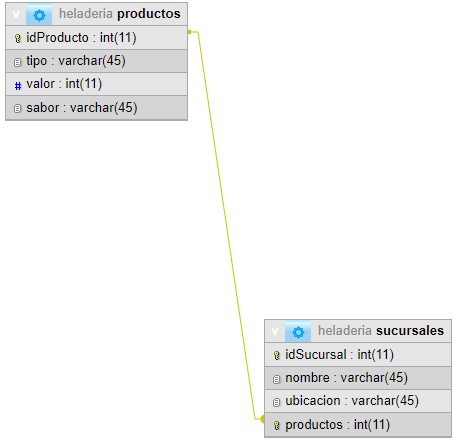 v heladeria productos
idProducto : int(11)
tipo : varchar(45)
# valor : int(11)
sabor : varchar(45)
v heladeria sucursales
idSucursal : int(11)
nombre : varchar(45)
ubicacion : varchar(45)
productos : int(11)